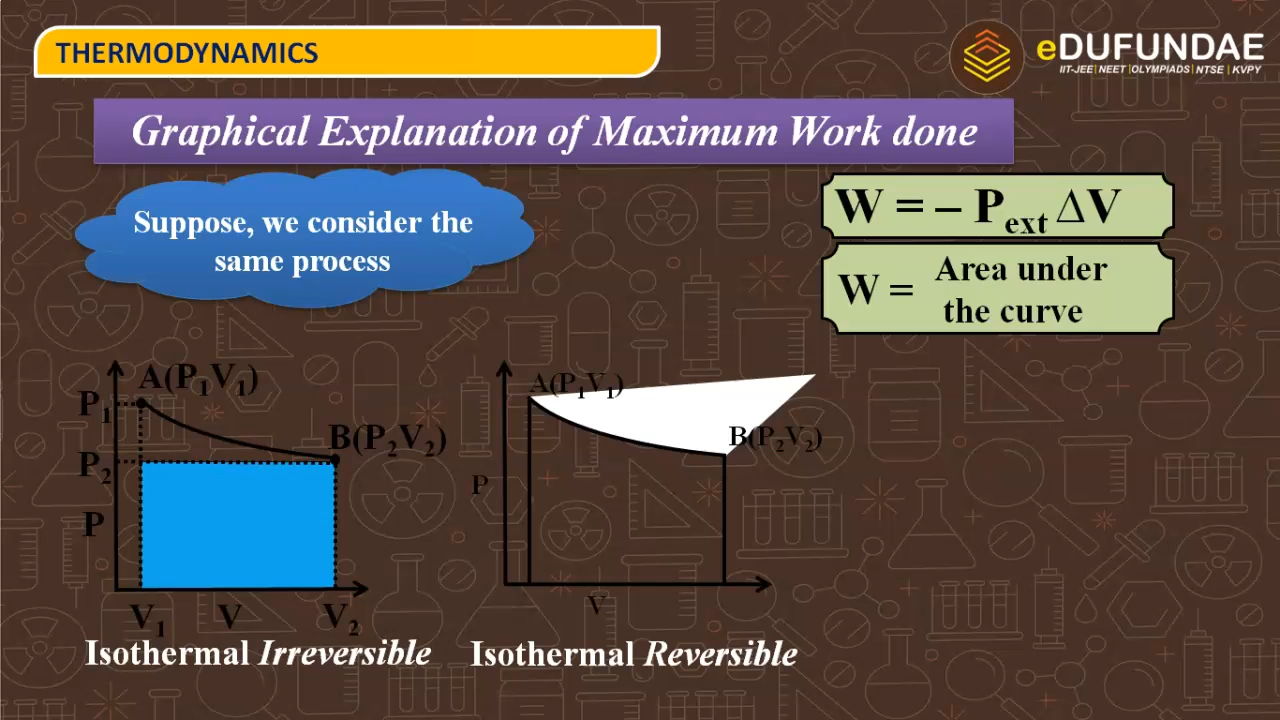 THERMODYNAMICS
eDUFUNDAE
IIT-JEE| NEET |OLYMPIADS| NTSE | KVPY
Graphical Explanation of Maximum Work done
Suppose, we consider the
same process
W = – Pext ΔV
W = Area under
the curve
A(P1V1)
P1
B(P2V2)
P2
P
V1 V V2
Isothermal Irreversible
A(P1V1)
B(P2V2)
P
V
Isothermal Reversible